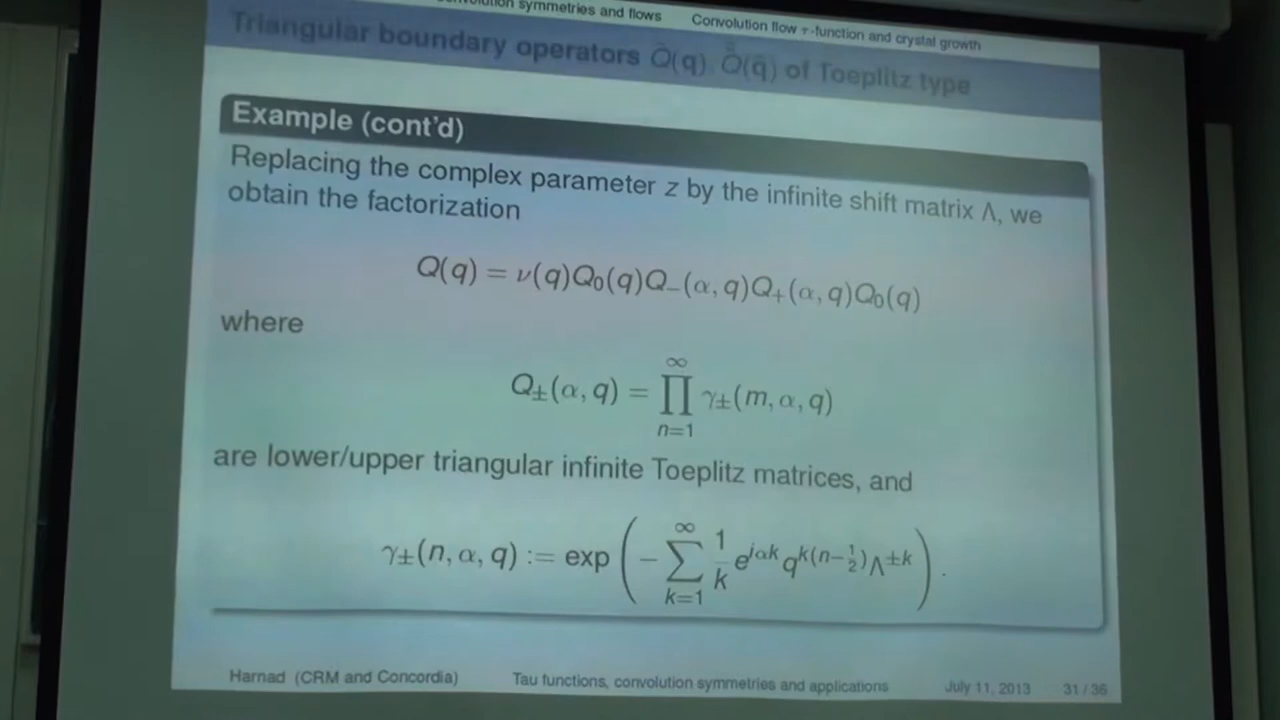 symmetries and flows Convolution flow τ-function and crystal growth
Triangular boundary operators Q̃(q), Q̃̃(q) of Toeplitz type
Example (cont'd)
Replacing the complex parameter z by the infinite shift matrix Λ, we
obtain the factorization
Q(q) = ν(q)Q₀(q)Q₋(α, q)Q₊(α, q)Q₀(q)
where
Q±(α, q) = ∏_{n=1}^{∞} γ±(m, α, q)
are lower/upper triangular infinite Toeplitz matrices, and
γ±(n, α, q) := exp ( − ∑_{k=1}^{∞} 1/k e^{iαk} q^{k(n−1/2)} Λ^{±k} ) .
Harnad (CRM and Concordia) Tau functions, convolution symmetries and applications July 11, 2013 31 / 36